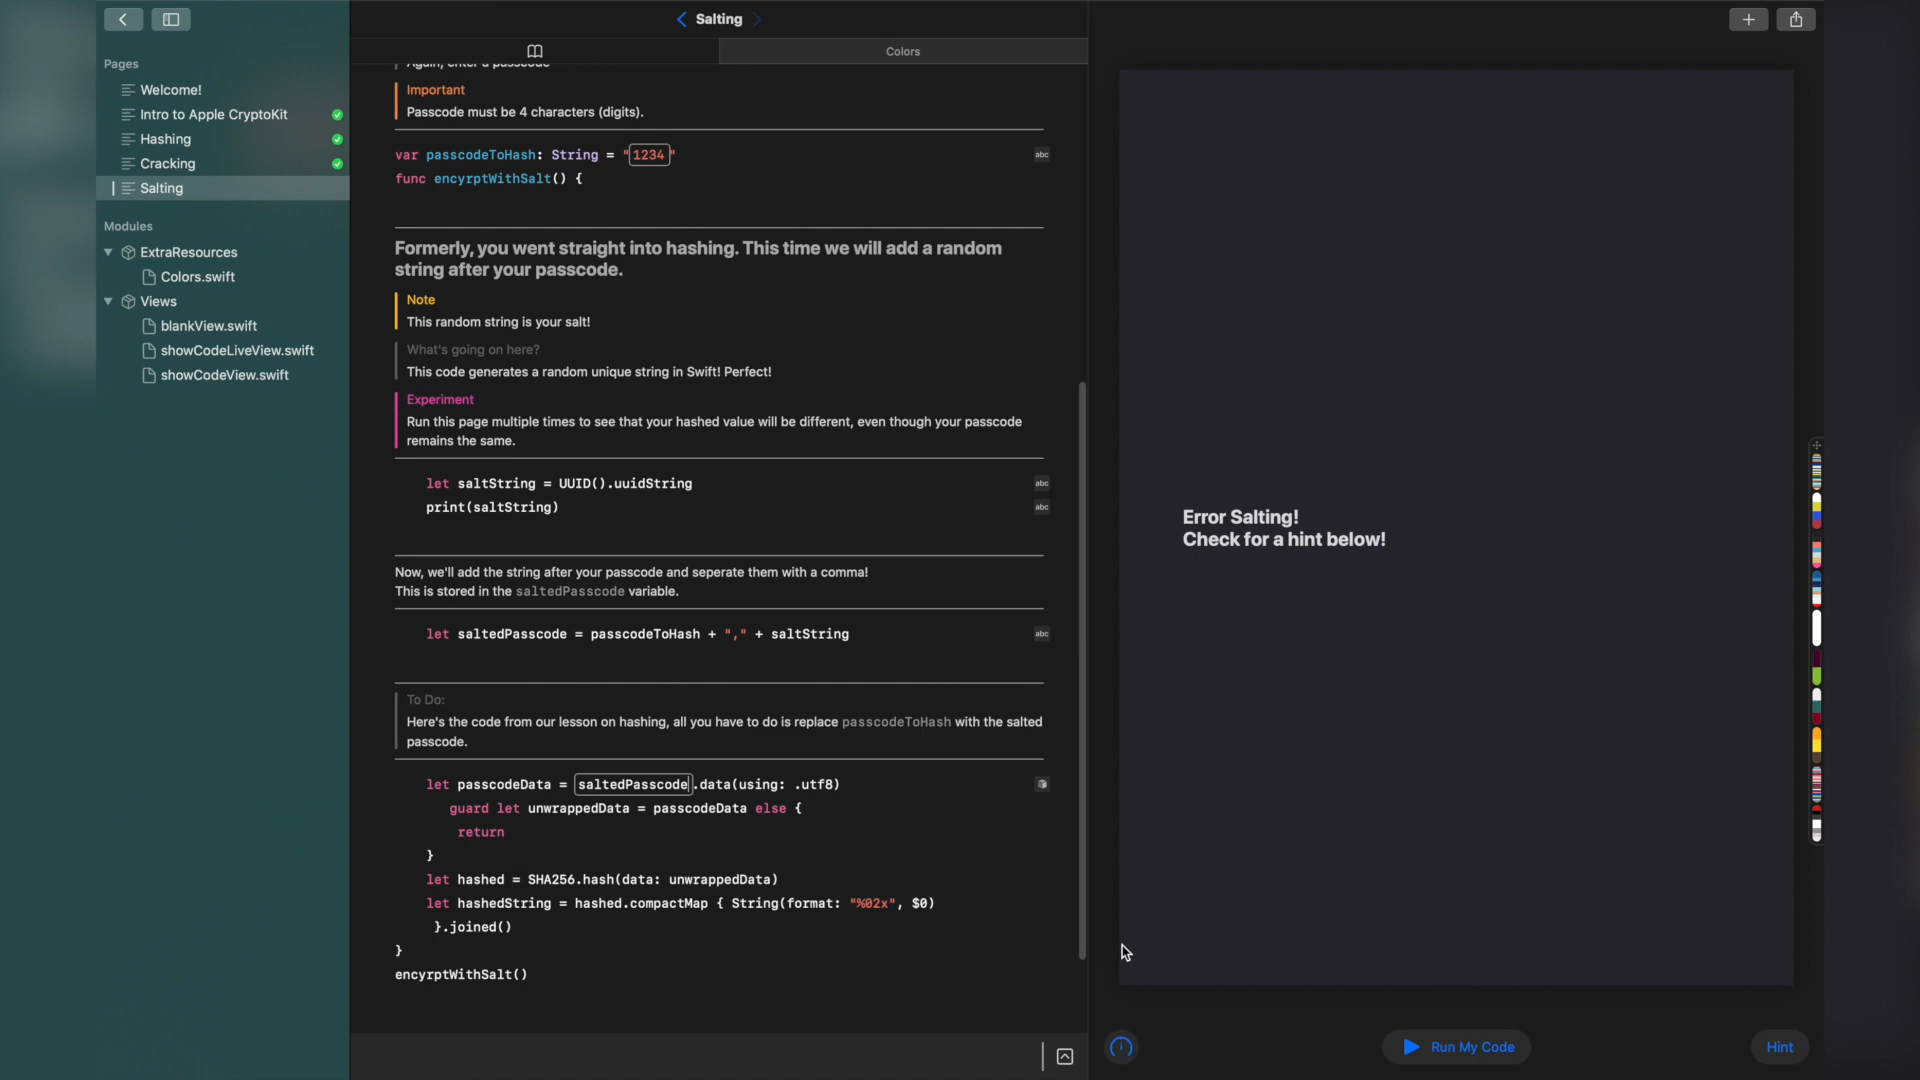 Salting
Colors
Pages
Welcome!
Intro to Apple CryptoKit
Hashing
Cracking
Salting
Modules
ExtraResources
Colors.swift
Views
blankView.swift
showCodeLiveView.swift
showCodeView.swift
Again, enter a passcode
Important
Passcode must be 4 characters (digits).
var passcodeToHash: String = "1234"
abc
func encyrptWithSalt() {
Formerly, you went straight into hashing. This time we will add a random
string after your passcode.
Note
This random string is your salt!
What's going on here?
This code generates a random unique string in Swift! Perfect!
Experiment
Run this page multiple times to see that your hashed value will be different, even though your passcode
remains the same.
let saltString = UUID().uuidString
abc
print(saltString)
abc
Now, we'll add the string after your passcode and seperate them with a comma!
This is stored in the saltedPasscode variable.
let saltedPasscode = passcodeToHash + "," + saltString
abc
To Do:
Here's the code from our lesson on hashing, all you have to do is replace passcodeToHash with the salted
passcode.
let passcodeData = saltedPasscode.data(using: .utf8)
guard let unwrappedData = passcodeData else {
return
}
let hashed = SHA256.hash(data: unwrappedData)
let hashedString = hashed.compactMap { String(format: "%02x", $0)
}.joined()
}
encyrptWithSalt()
Error Salting!
Check for a hint below!
Run My Code
Hint